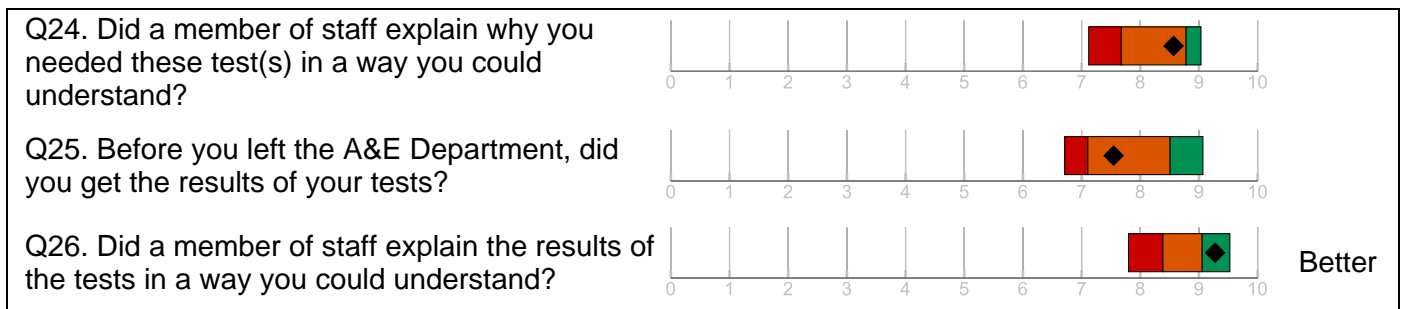 Q24. Did a member of staff explain why you
needed these test(s) in a way you could
understand?
0 1 2 3 4 5 6 7 8 9 10
Q25. Before you left the A&E Department, did
you get the results of your tests?
0 1 2 3 4 5 6 7 8 9 10
Q26. Did a member of staff explain the results of
the tests in a way you could understand?
0 1 2 3 4 5 6 7 8 9 10
Better